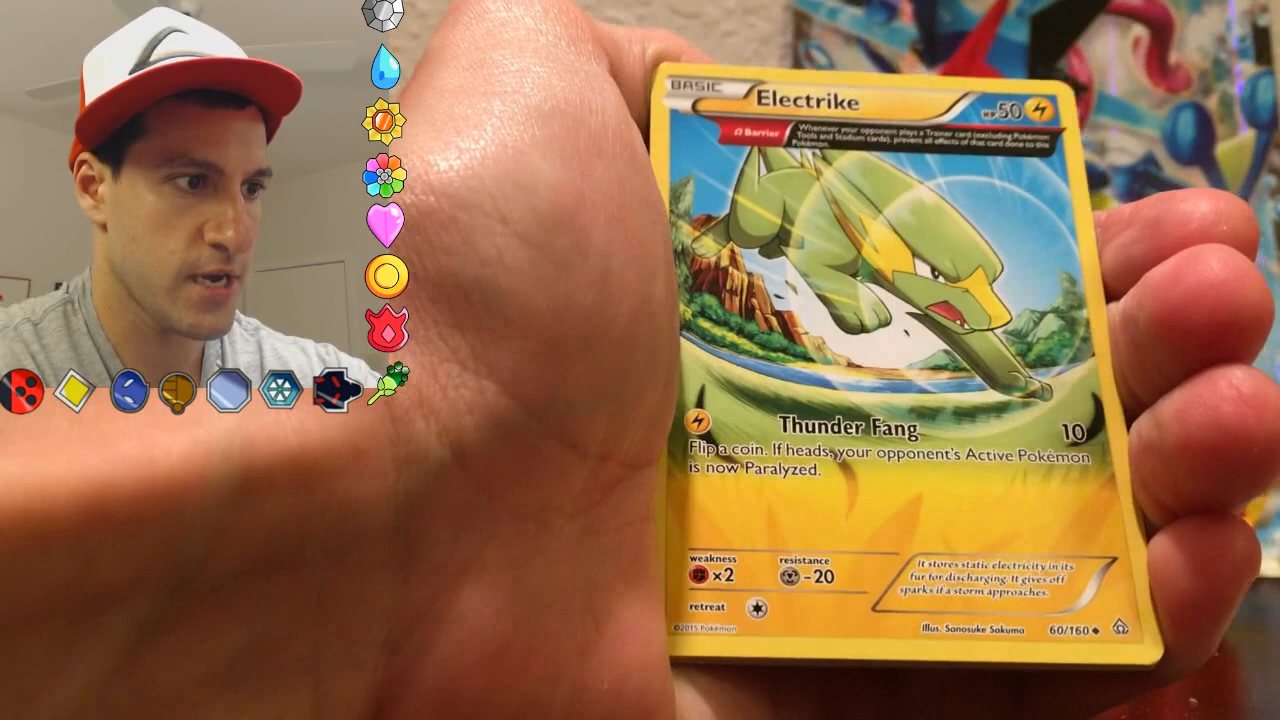 BASIC
Electrike
HP50
Ω Barrier
Whenever your opponent plays a Trainer card (excluding Pokémon
Tools and Stadium cards), prevent all effects of that card done to this
Pokémon.
Thunder Fang 10
Flip a coin. If heads, your opponent's Active Pokémon
is now Paralyzed.
weakness resistance
×2 -20
retreat
It stores static electricity in its
fur for discharging. It gives off
sparks if a storm approaches.
©2015 Pokémon
Illus. Sanosuke Sakuma 60/160